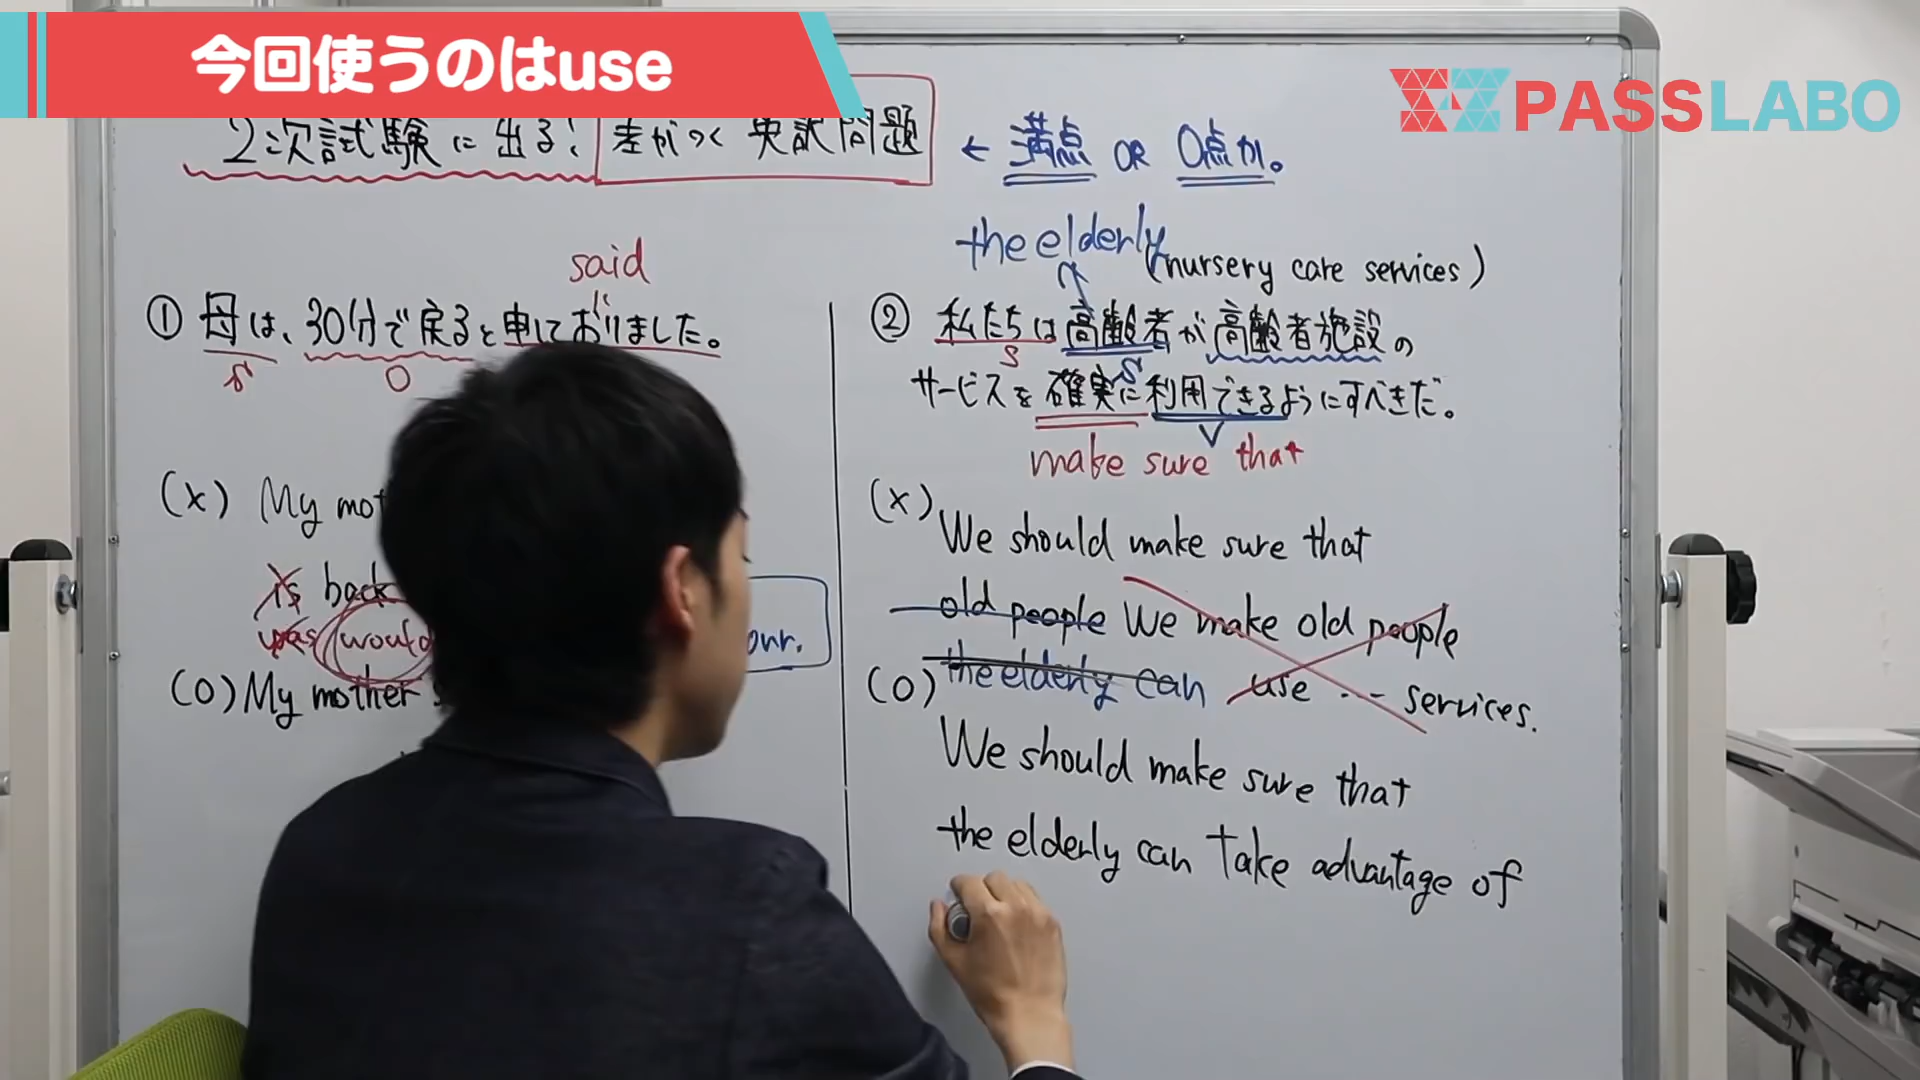 今回使うのはuse
PASSLABO
2次試験に出る! 差がつく 英訳問題 ← 満点 OR 0点か。
said
① 母は、30分で戻ると申しておりました。
S O
(×) My mot
is back
was would
our.
(O) My mother
the elderly (nursery care services)
② 私たちは高齢者が高齢者施設の
S S
サービスを確実に利用できるようにすべきだ。
V
make sure that
(×) We should make sure that
old people We make old people
the elderly can use ・・- services.
(O)
We should make sure that
the elderly can take advantage of